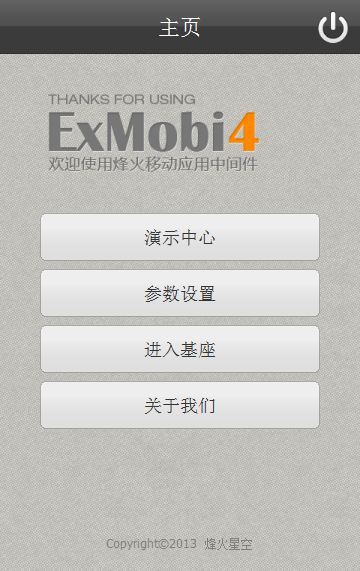 主页
THANKS FOR USING
ExMobi4
欢迎使用烽火移动应用中间件
演示中心
参数设置
进入基座
关于我们
Copyright©2013 烽火星空